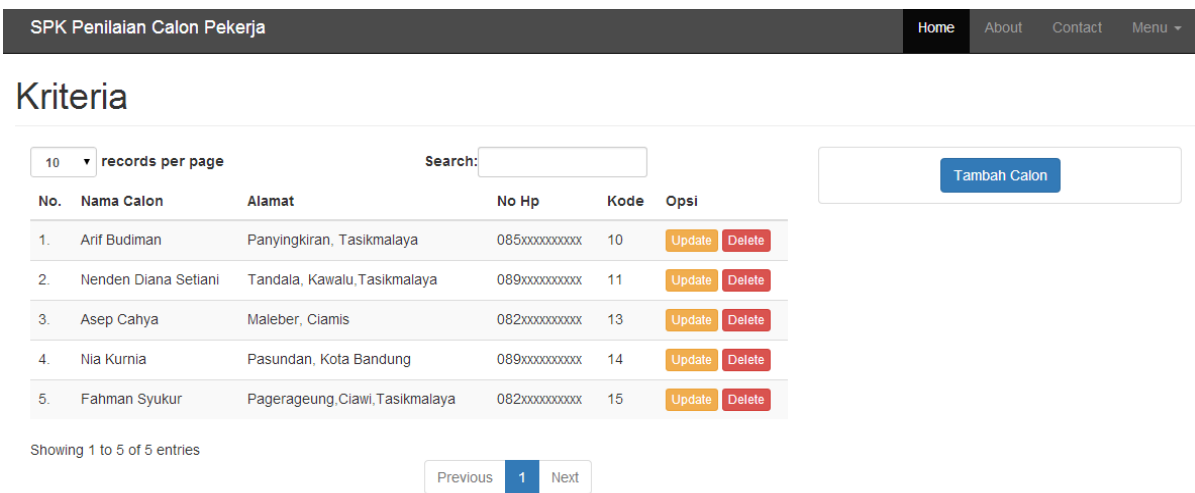 SPK Penilaian Calon Pekerja Home About Contact Menu
Kriteria
10 records per page Search:
Tambah Calon
No. Nama Calon Alamat No Hp Kode Opsi
1. Arif Budiman Panyingkiran, Tasikmalaya 085xxxxxxxxxx 10 Update Delete
2. Nenden Diana Setiani Tandala, Kawalu,Tasikmalaya 089xxxxxxxxxx 11 Update Delete
3. Asep Cahya Maleber, Ciamis 082xxxxxxxxxx 13 Update Delete
4. Nia Kurnia Pasundan, Kota Bandung 089xxxxxxxxxx 14 Update Delete
5. Fahman Syukur Pagerageung,Ciawi,Tasikmalaya 082xxxxxxxxxx 15 Update Delete
Showing 1 to 5 of 5 entries
Previous 1 Next